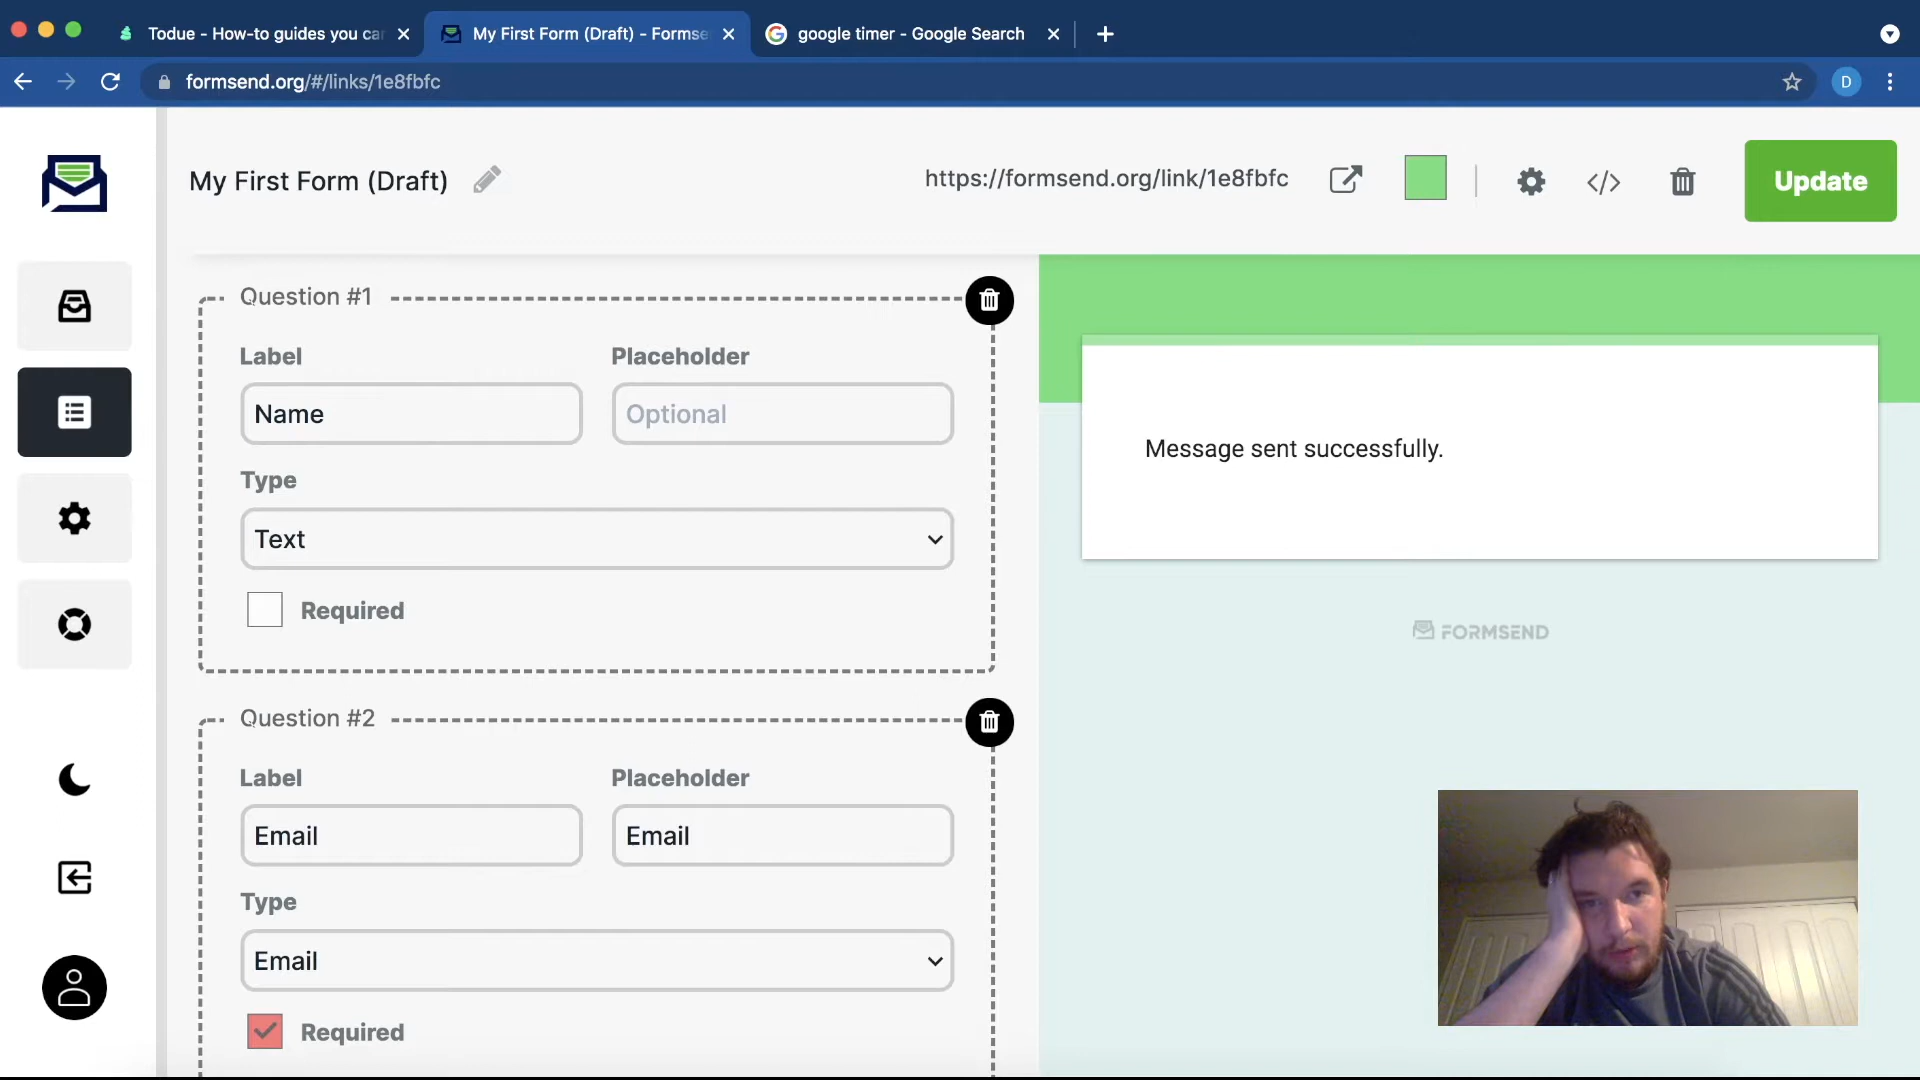 Todue - How-to guides you car
My First Form (Draft) - Formse
google timer - Google Search
formsend.org/#/links/1e8fbfc
D
My First Form (Draft)
https://formsend.org/link/1e8fbfc
</>
Update
Question #1
Label
Placeholder
Name
Optional
Type
Text
Required
Message sent successfully.
FORMSEND
Question #2
Label
Placeholder
Email
Email
Type
Email
Required